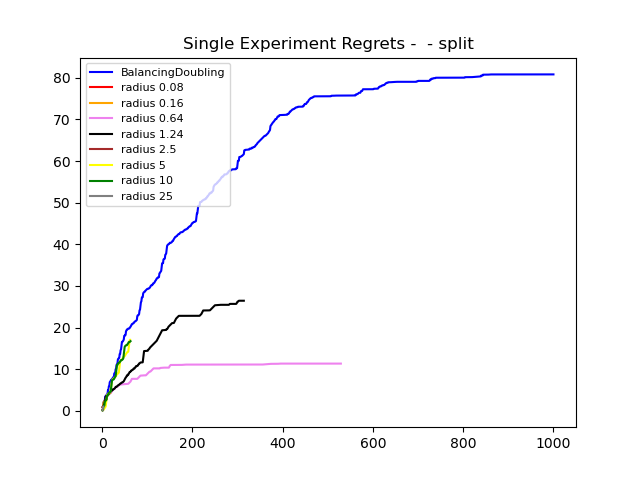 Single Experiment Regrets -  - split
BalancingDoubling
radius 0.08
radius 0.16
radius 0.64
radius 1.24
radius 2.5
radius 5
radius 10
radius 25
80
70
60
50
40
30
20
10
0
0 200 400 600 800 1000